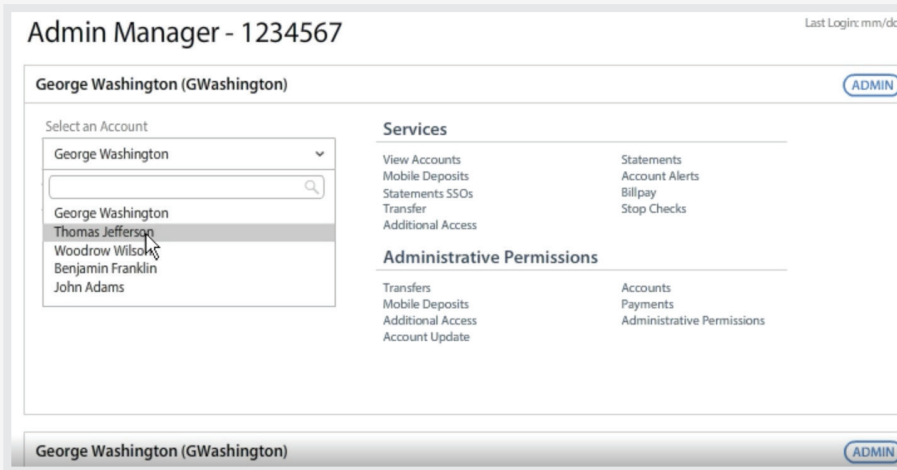 Admin Manager - 1234567
Last Login: mm/dd
George Washington (GWashington)
ADMIN
Select an Account
George Washington
George Washington
Thomas Jefferson
Woodrow Wilson
Benjamin Franklin
John Adams
Services
View Accounts
Mobile Deposits
Statements SSOs
Transfer
Additional Access
Statements
Account Alerts
Billpay
Stop Checks
Administrative Permissions
Transfers
Mobile Deposits
Additional Access
Account Update
Accounts
Payments
Administrative Permissions
George Washington (GWashington)
ADMIN